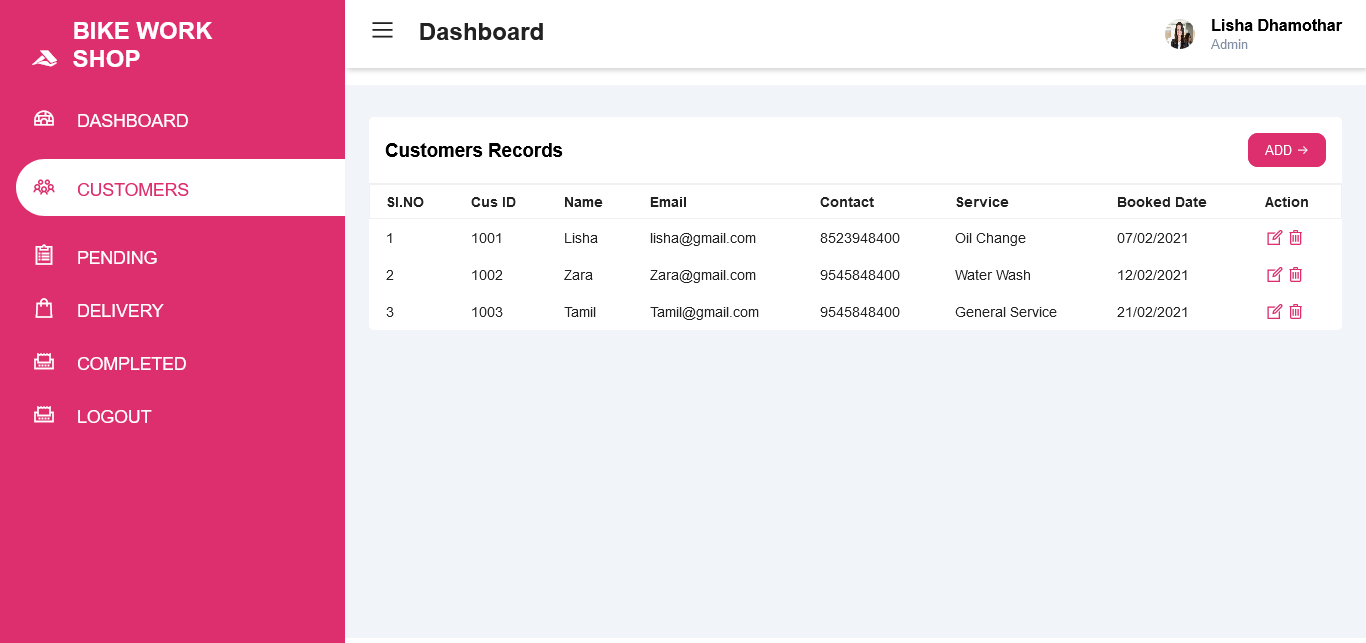 BIKE WORK
SHOP
DASHBOARD
CUSTOMERS
PENDING
DELIVERY
COMPLETED
LOGOUT
Dashboard
Lisha Dhamothar
Admin
Customers Records
ADD →
Sl.NO Cus ID Name Email Contact Service Booked Date Action
1 1001 Lisha lisha@gmail.com 8523948400 Oil Change 07/02/2021
2 1002 Zara Zara@gmail.com 9545848400 Water Wash 12/02/2021
3 1003 Tamil Tamil@gmail.com 9545848400 General Service 21/02/2021